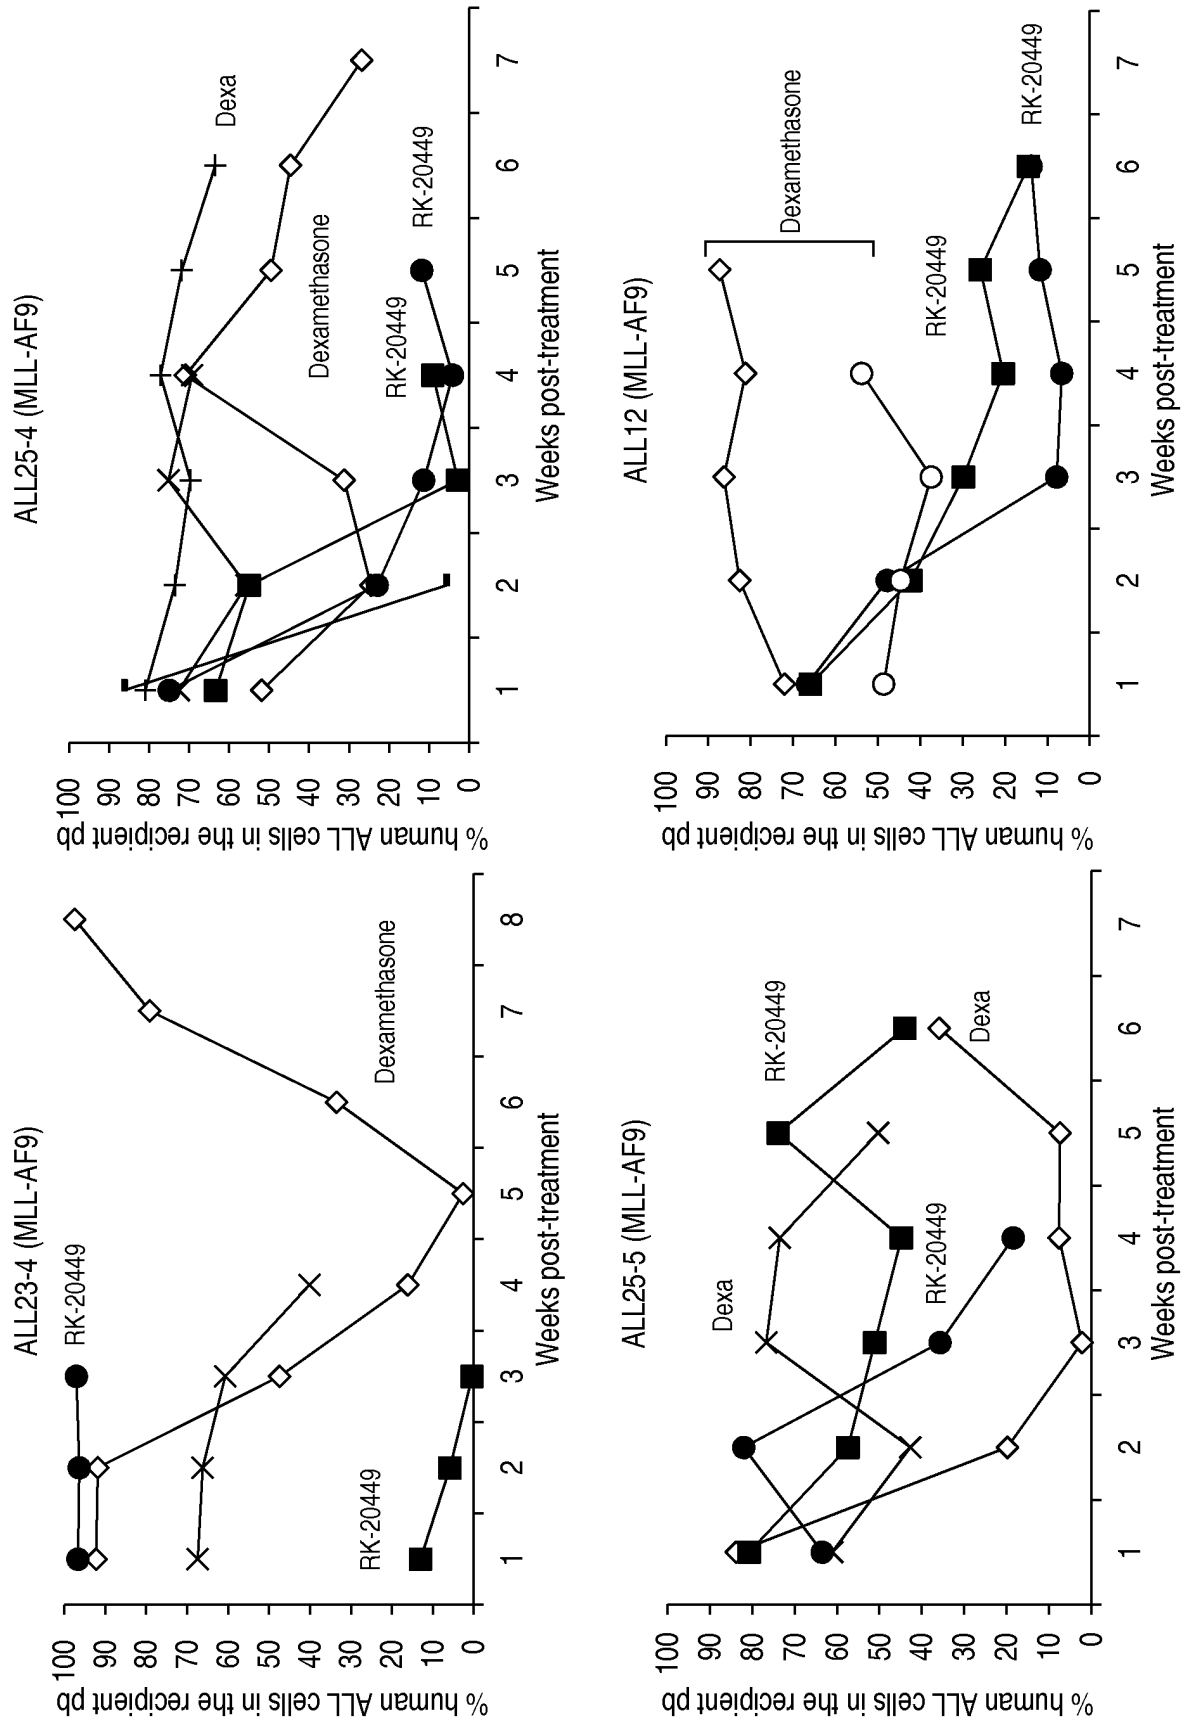 ALL23-4 (MLL-AF9)
% human ALL cells in the recipient pb
100
90
80
70
60
50
40
30
20
10
0
RK-20449
RK-20449
Dexamethasone
1 2 3 4 5 6 7 8
Weeks post-treatment
ALL25-4 (MLL-AF9)
% human ALL cells in the recipient pb
100
90
80
70
60
50
40
30
20
10
0
Dexa
Dexamethasone
RK-20449
RK-20449
1 2 3 4 5 6 7
Weeks post-treatment
ALL25-5 (MLL-AF9)
% human ALL cells in the recipient pb
100
90
80
70
60
50
40
30
20
10
0
Dexa
RK-20449
RK-20449
Dexa
1 2 3 4 5 6 7
Weeks post-treatment
ALL12 (MLL-AF9)
% human ALL cells in the recipient pb
100
90
80
70
60
50
40
30
20
10
0
Dexamethasone
RK-20449
RK-20449
1 2 3 4 5 6 7
Weeks post-treatment